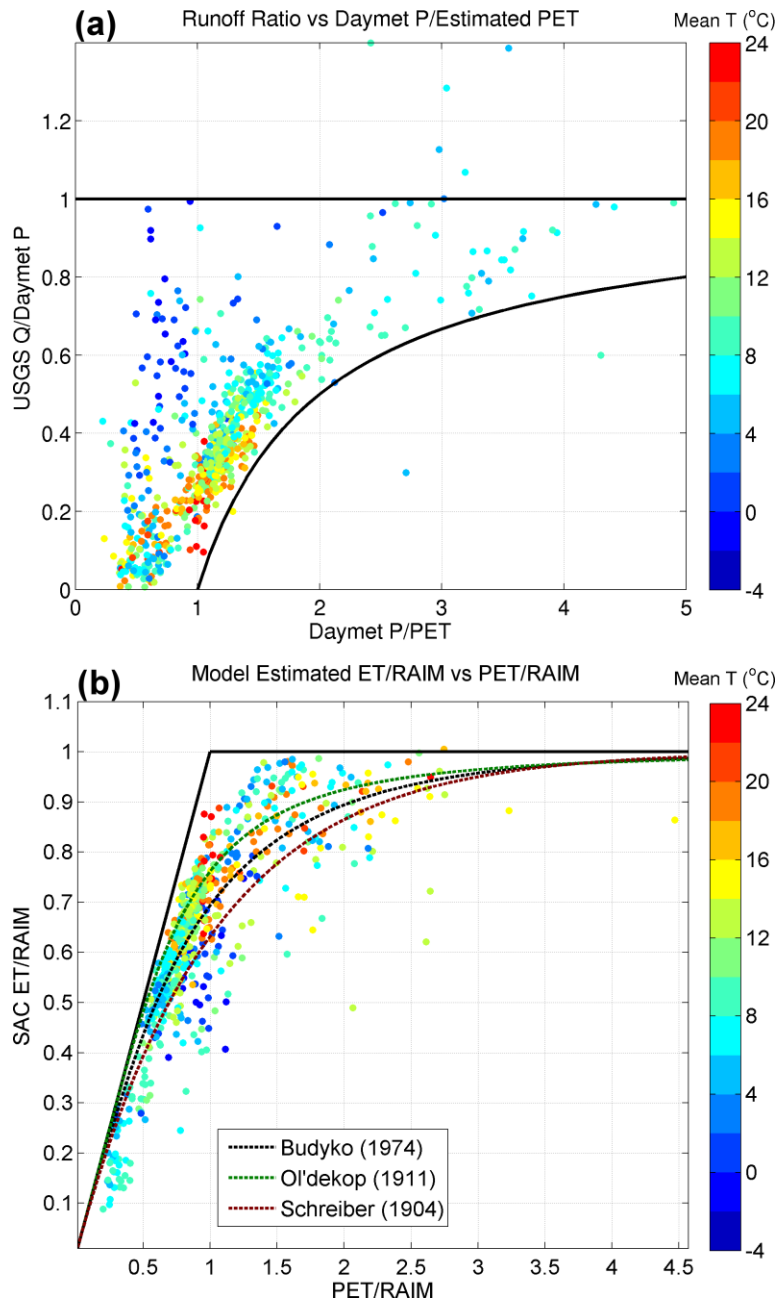 (a)
Runoff Ratio vs Daymet P/Estimated PET
Mean T (°C)
USGS Q/Daymet P
1.2
1
0.8
0.6
0.4
0.2
0
0 1 2 3 4 5
Daymet P/PET
24
20
16
12
8
4
0
-4
(b)
Model Estimated ET/RAIM vs PET/RAIM
Mean T (°C)
SAC ET/RAIM
1.1
1
0.9
0.8
0.7
0.6
0.5
0.4
0.3
0.2
0.1
Budyko (1974)
Ol'dekop (1911)
Schreiber (1904)
0.5 1 1.5 2 2.5 3 3.5 4 4.5
PET/RAIM
24
20
16
12
8
4
0
-4